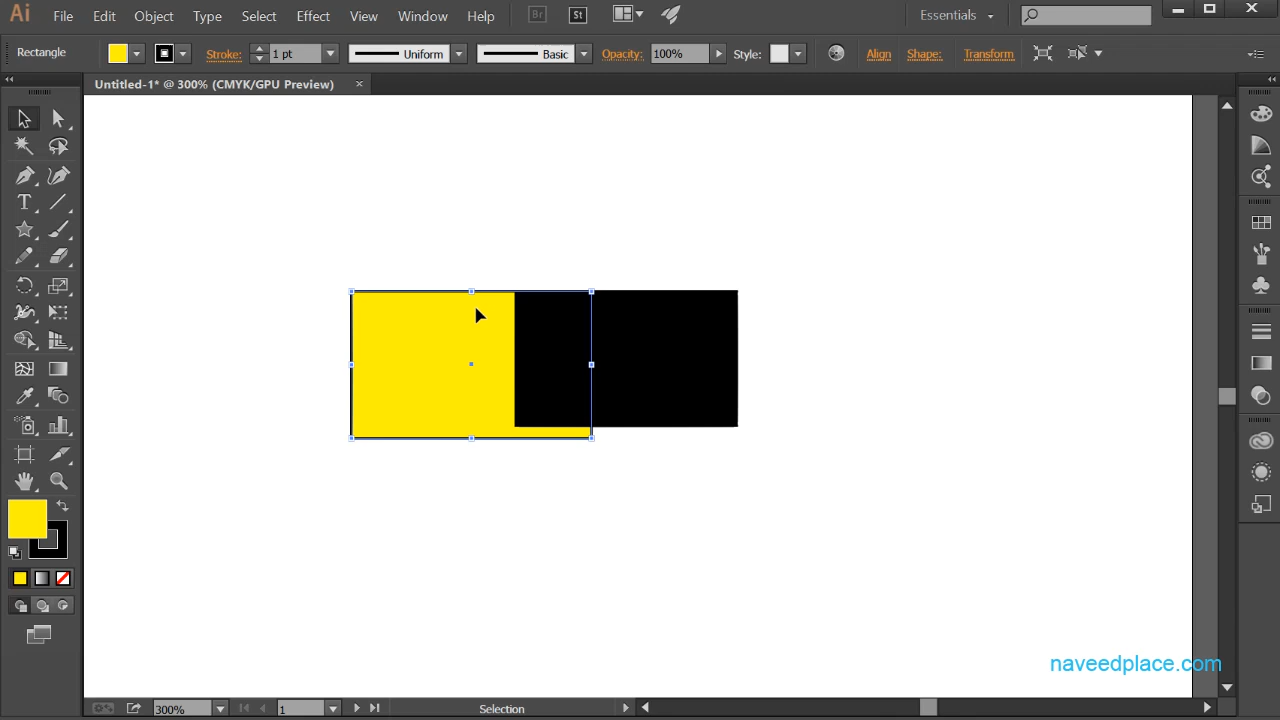 Ai File Edit Object Type Select Effect View Window Help Br St Essentials
Rectangle Stroke: 1 pt Uniform Basic Opacity: 100% Style: Align Shape: Transform
Untitled-1* @ 300% (CMYK/GPU Preview) ×
T
naveedplace.com
300% 1 Selection